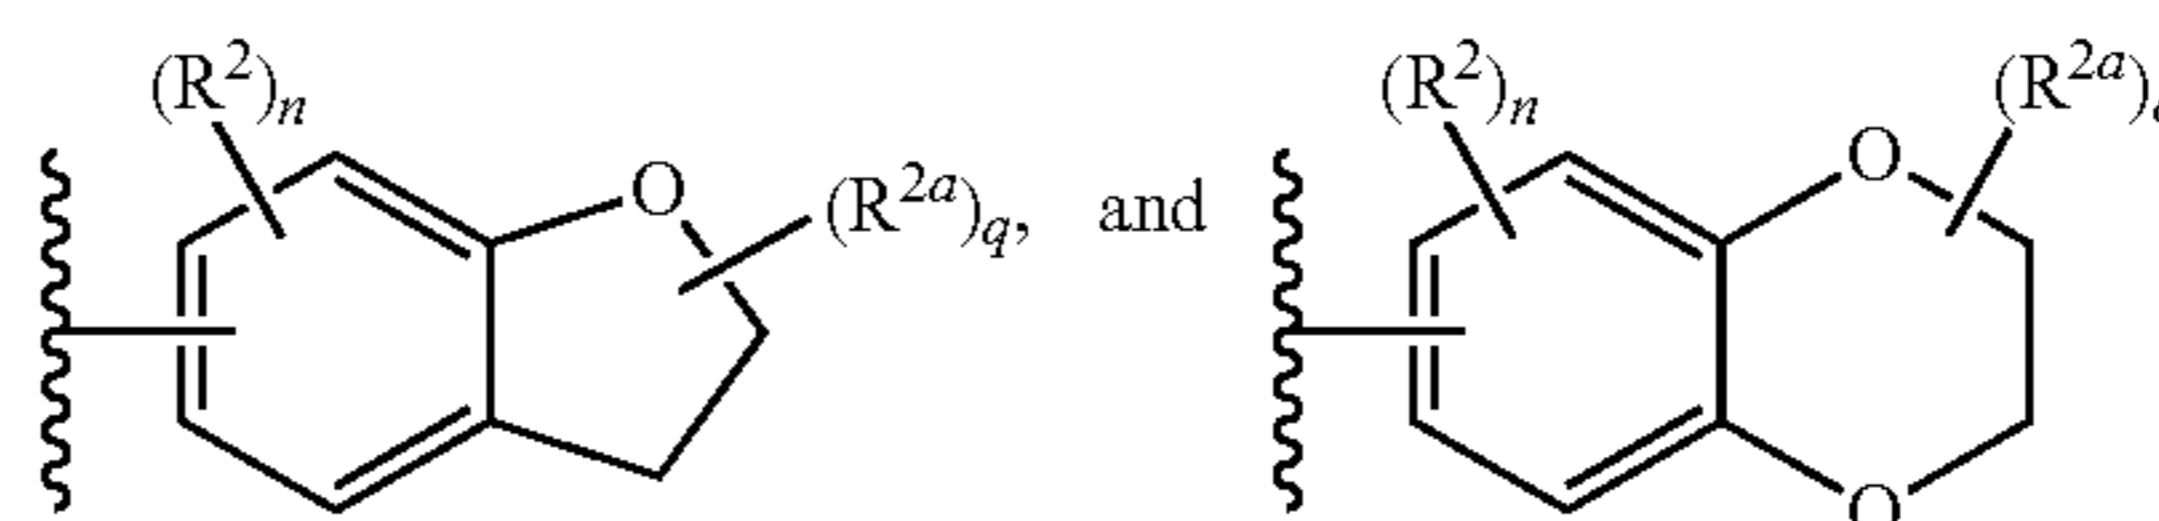 (R²)ₙ (R²)ₙ (R²ᵃ)
O O
(R²ᵃ)q, and
O